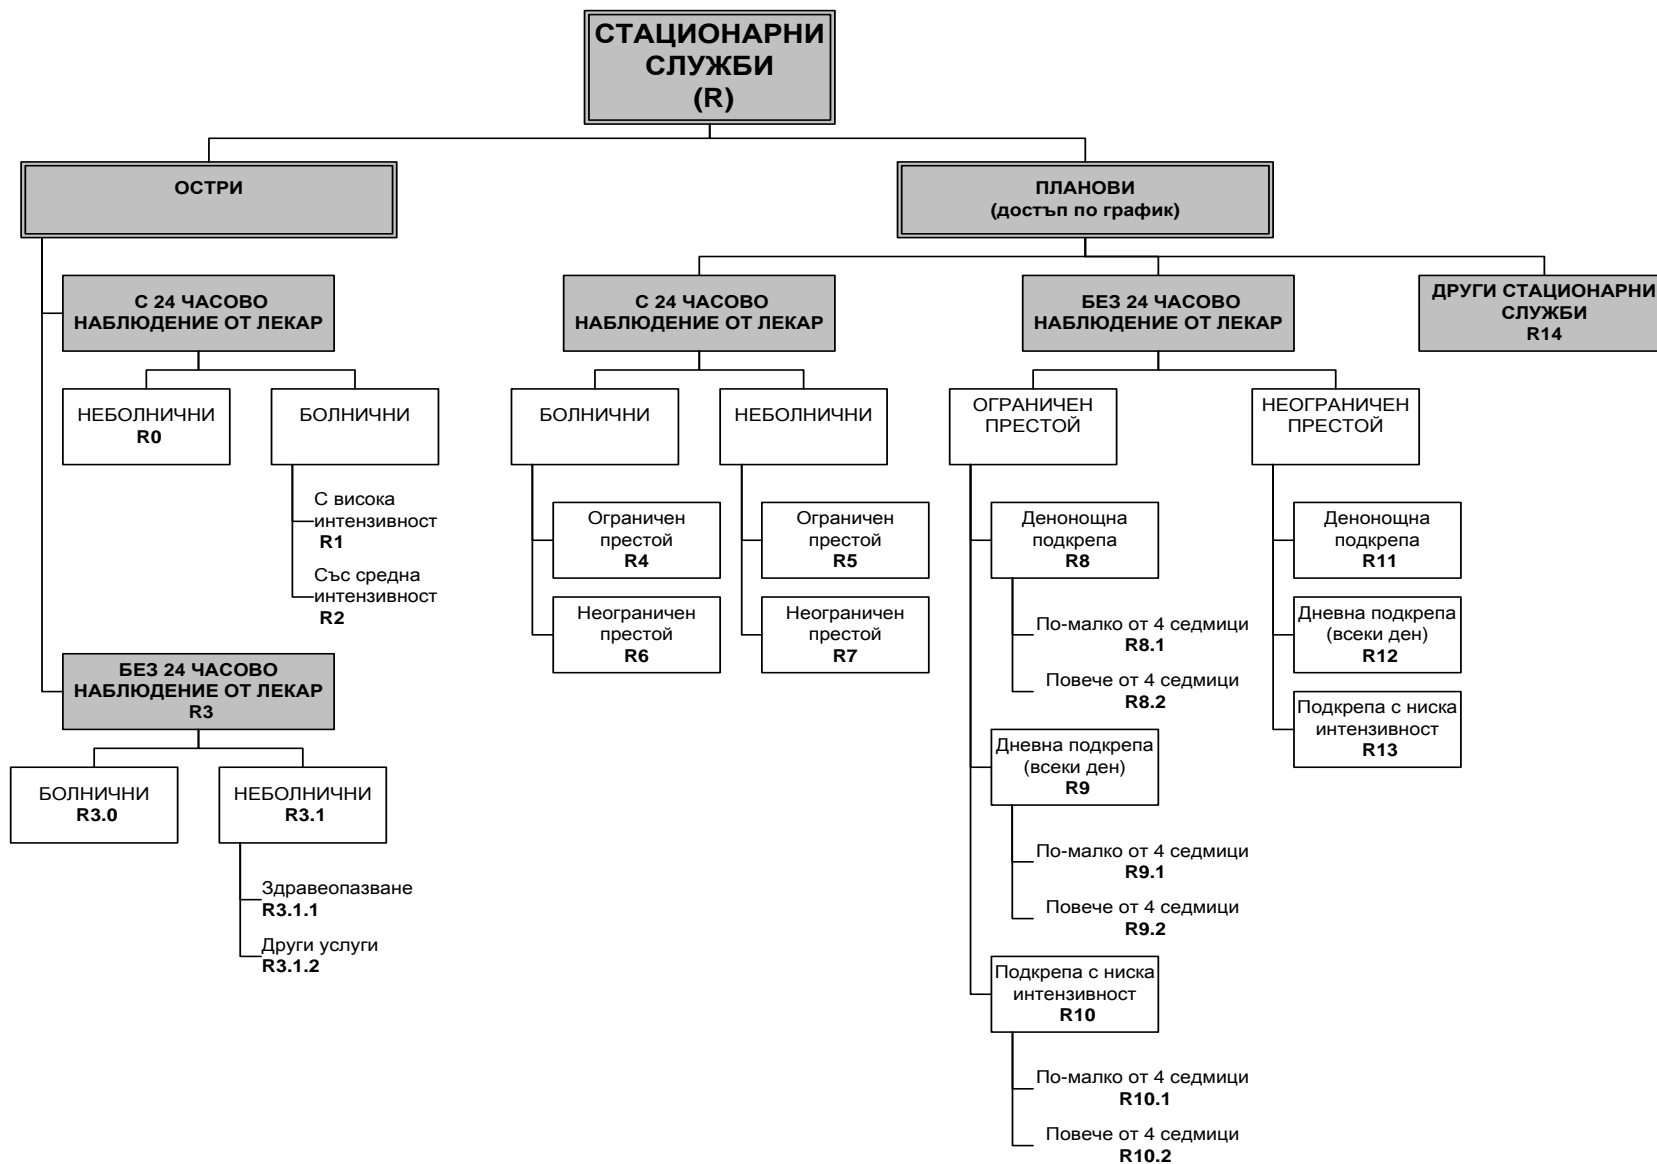 СТАЦИОНАРНИ
СЛУЖБИ
(R)
ОСТРИ
ПЛАНОВИ
(достъп по график)
С 24 ЧАСОВО
НАБЛЮДЕНИЕ ОТ ЛЕКАР
НЕБОЛНИЧНИ
R0
БОЛНИЧНИ
С висока
интензивност
R1
Със средна
интензивност
R2
БЕЗ 24 ЧАСОВО
НАБЛЮДЕНИЕ ОТ ЛЕКАР
R3
БОЛНИЧНИ
R3.0
НЕБОЛНИЧНИ
R3.1
Здравеопазване
R3.1.1
Други услуги
R3.1.2
С 24 ЧАСОВО
НАБЛЮДЕНИЕ ОТ ЛЕКАР
БОЛНИЧНИ
Ограничен
престой
R4
Неограничен
престой
R6
НЕБОЛНИЧНИ
Ограничен
престой
R5
Неограничен
престой
R7
БЕЗ 24 ЧАСОВО
НАБЛЮДЕНИЕ ОТ ЛЕКАР
ОГРАНИЧЕН
ПРЕСТОЙ
Денонощна
подкрепа
R8
По-малко от 4 седмици
R8.1
Повече от 4 седмици
R8.2
Дневна подкрепа
(всеки ден)
R9
По-малко от 4 седмици
R9.1
Повече от 4 седмици
R9.2
Подкрепа с ниска
интензивност
R10
По-малко от 4 седмици
R10.1
Повече от 4 седмици
R10.2
НЕОГРАНИЧЕН
ПРЕСТОЙ
Денонощна
подкрепа
R11
Дневна подкрепа
(всеки ден)
R12
Подкрепа с ниска
интензивност
R13
ДРУГИ СТАЦИОНАРНИ
СЛУЖБИ
R14